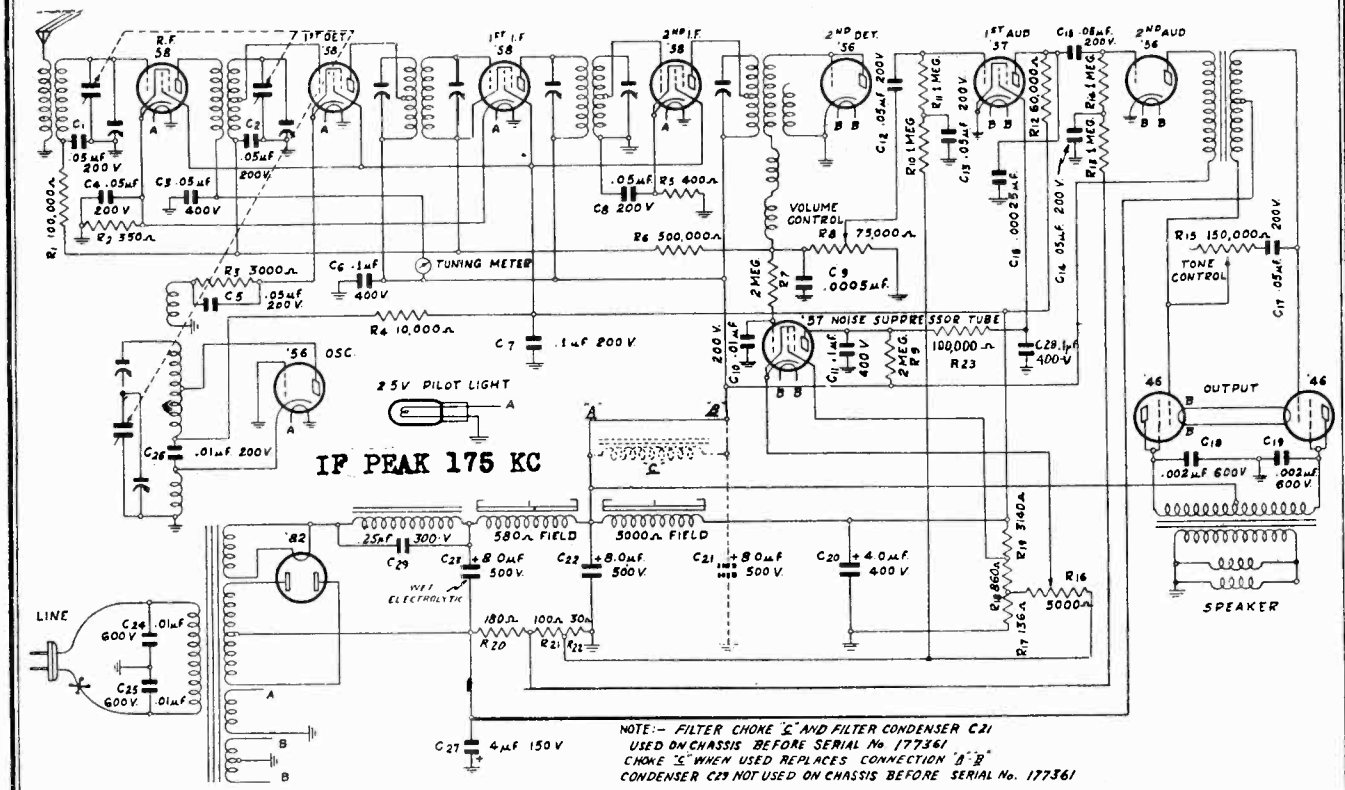 R.F.
'58
1ST DET.
'58
1ST I.F.
'58
2ND I.F.
'58
2ND DET.
'56
1ST AUD
'57
C15 .05µF.
200V.
2ND AUD
'56
C1
.05µF
200 V
C2
.05µF
200V.
A
A
A
A
B B
B B
B B
C12 .05µF 200V
R11 1 MEG.
R10 1 MEG
C13 .05µF 200V
R12 60,000Ω
R14 1 MEG.
R13 1 MEG
C16 .00025µF
C14 .05µF 200V.
R1 100,000Ω
C4 .05µF
200V
R2 350Ω
C3 .05µF
400V
.05µF
C8 200V
R5 400Ω
VOLUME
CONTROL
R8 75,000Ω
R6 500,000Ω
R15 150,000Ω
TONE
CONTROL
200V.
C17 .05µF
TUNING METER
C6 .1µF
400V
R3 3000Ω
C5
.05µF
200V.
R4 10,000Ω
2 MEG
R7
C9
.0005µF.
C7
.1µF 200V.
'57 NOISE SUPPRESSOR TUBE
200V.
C10 .01µF
C11 .1µF
400V
2 MEG.
R9
100,000Ω
R23
C28 .1µF
400V
B B
'56 OSC.
A
25V PILOT LIGHT
A
"A"
"B"
"C"
'46
OUTPUT
'46
B
B
C18
.002µF 600V
C19
.002µF
600V.
C26
.01µF 200V
IF PEAK 175 KC
'82
.25µF 300V
C29
580Ω FIELD
3000Ω FIELD
C23
8.0µF
500V.
WET
ELECTROLYTIC
C22
8.0µF.
500V.
C21
8.0µF
500V
C20
4.0µF.
400V
R19 3140Ω
R18 860Ω
R17 136Ω
R16
5000Ω
SPEAKER
LINE
C24
.01µF
600V
C25
600V.
.01µF
180Ω
R20
100Ω
R21
30Ω
R22
A
B
B
C27
4µF 150V
NOTE:- FILTER CHOKE "C" AND FILTER CONDENSER C21
USED ON CHASSIS BEFORE SERIAL No 177361
CHOKE "C" WHEN USED REPLACES CONNECTION "A"-"B"
CONDENSER C29 NOT USED ON CHASSIS BEFORE SERIAL No. 177361